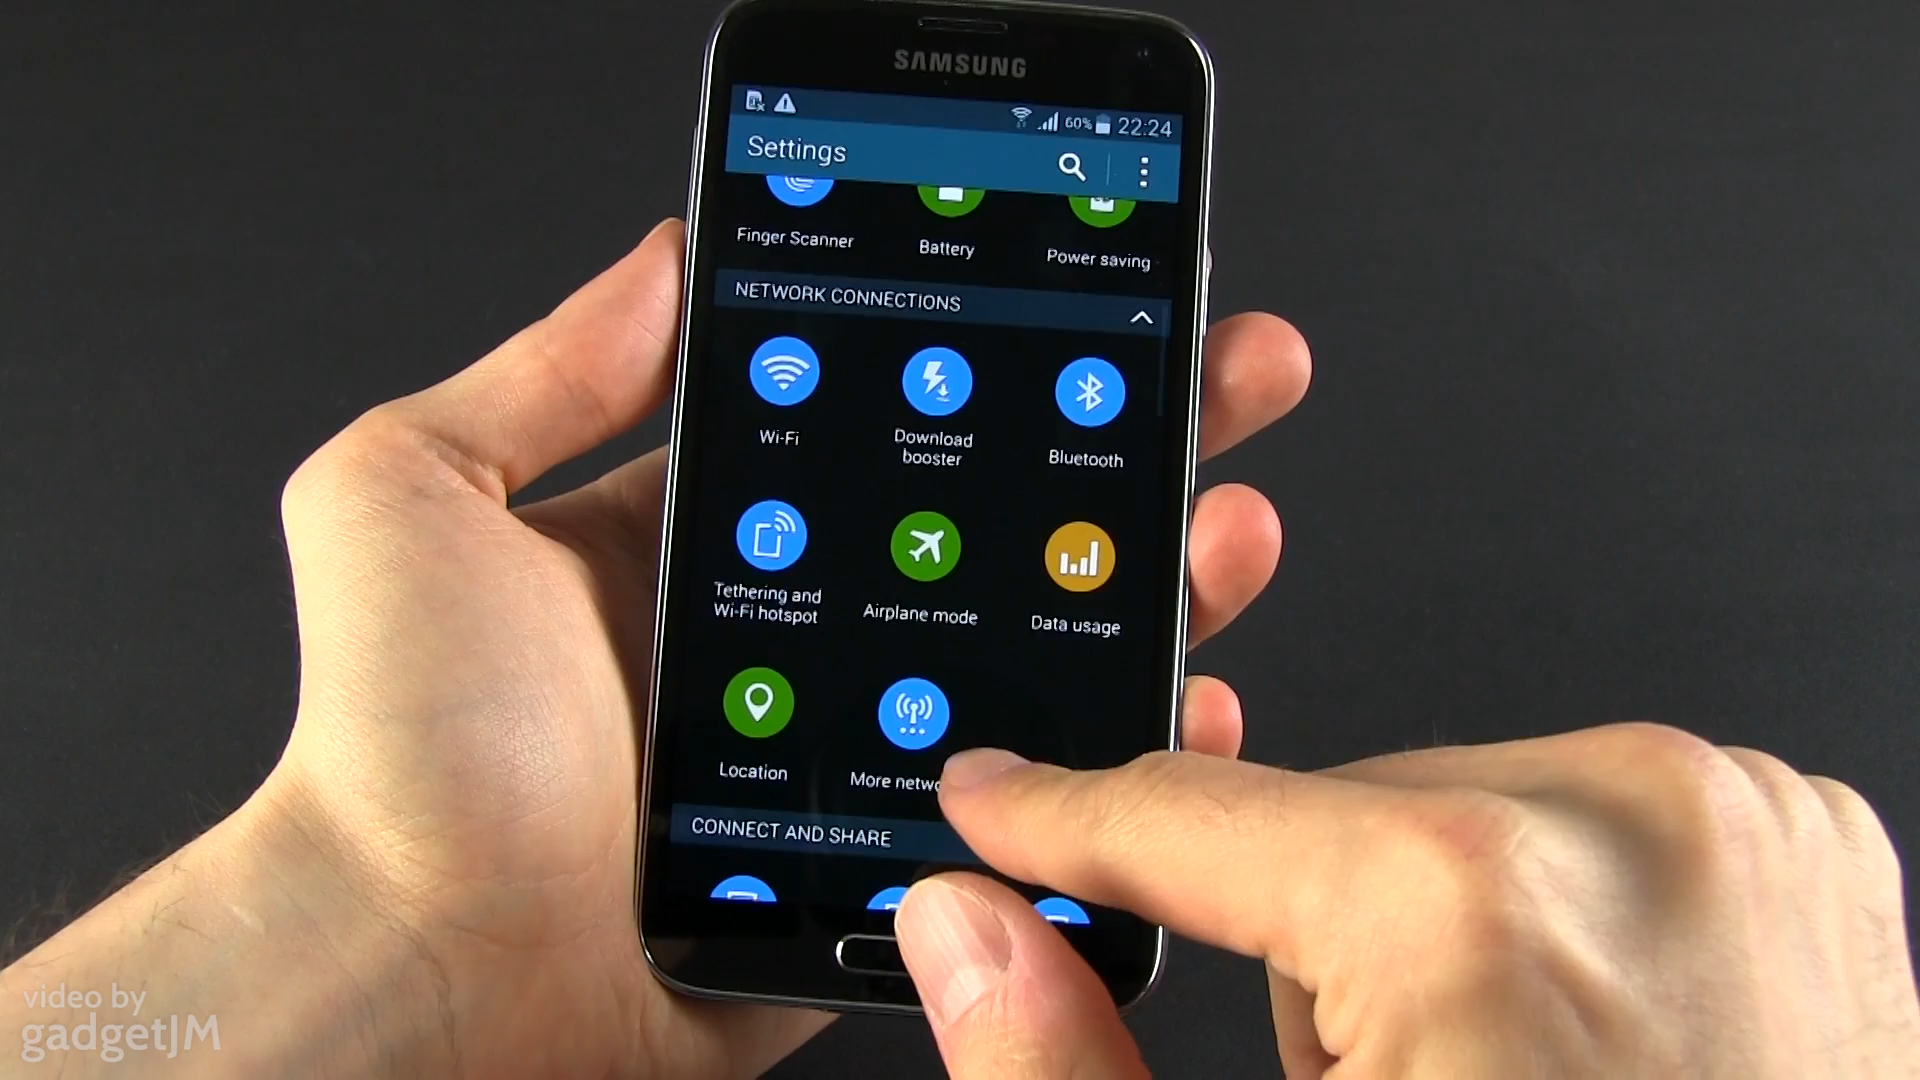 SAMSUNG
60% 22:24
Settings
Finger Scanner
Battery
Power saving
NETWORK CONNECTIONS
Wi-Fi
Download
booster
Bluetooth
Tethering and
Wi-Fi hotspot
Airplane mode
Data usage
Location
More netwo
CONNECT AND SHARE
video by
gadgetJM